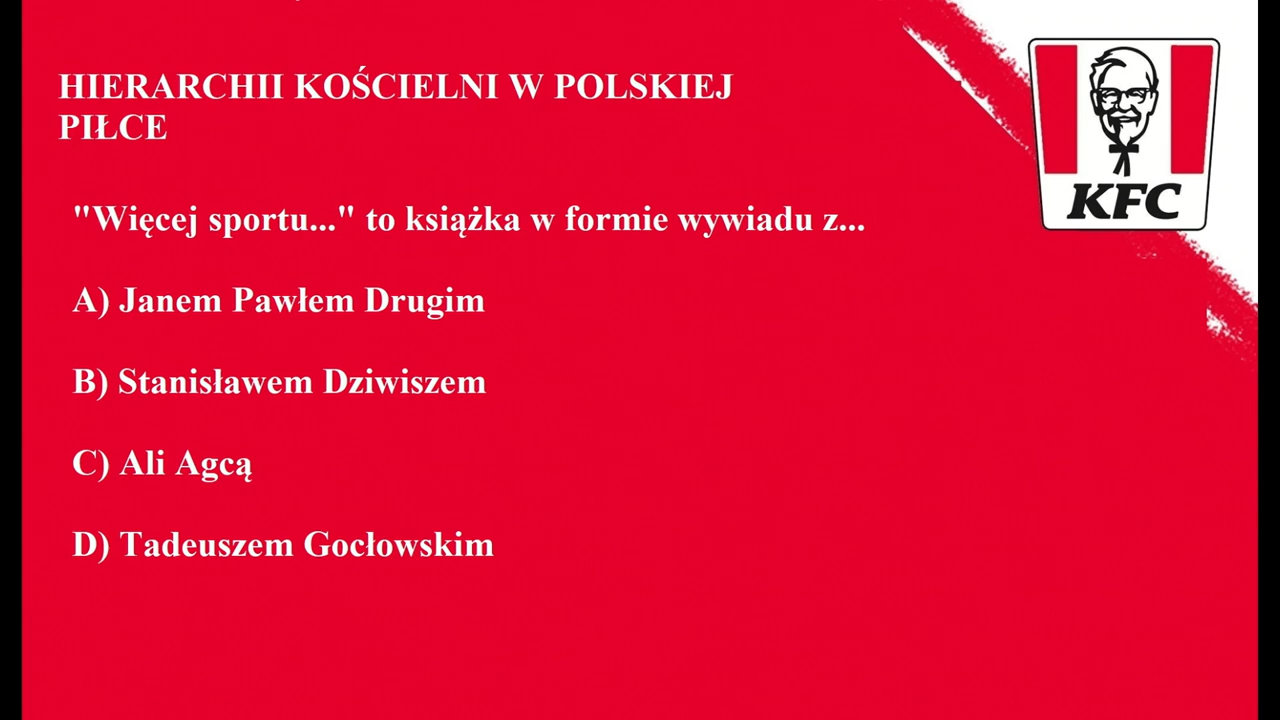 HIERARCHII KOŚCIELNI W POLSKIEJ
PIŁCE
KFC
"Więcej sportu..." to książka w formie wywiadu z...
A) Janem Pawłem Drugim
B) Stanisławem Dziwiszem
C) Ali Agcą
D) Tadeuszem Gocłowskim